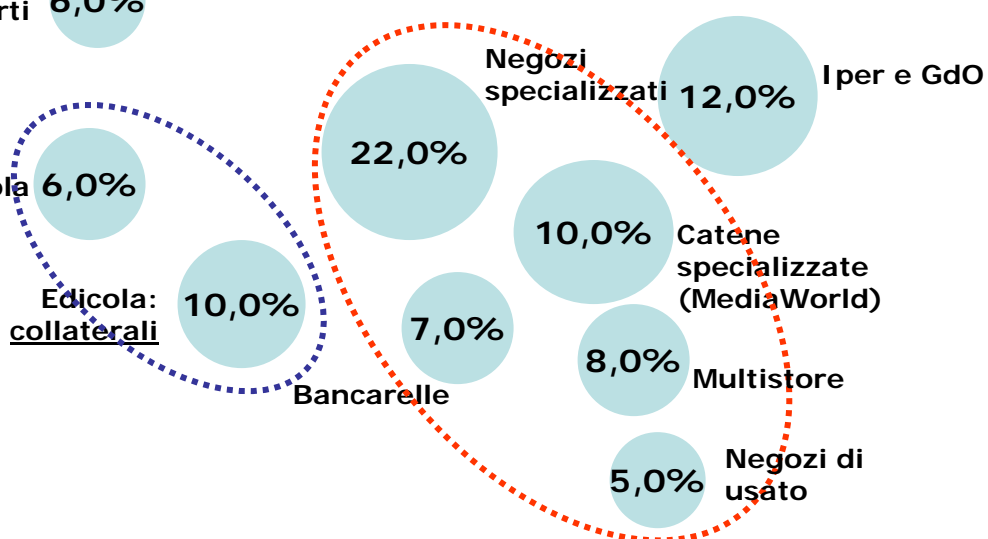 rti
6,0%
Negozi
specializzati
12,0%
Iper e GdO
22,0%
6,0%
10,0%
Catene
specializzate
(MediaWorld)
Edicola:
collaterali
10,0%
7,0%
8,0%
Multistore
Bancarelle
5,0%
Negozi di
usato